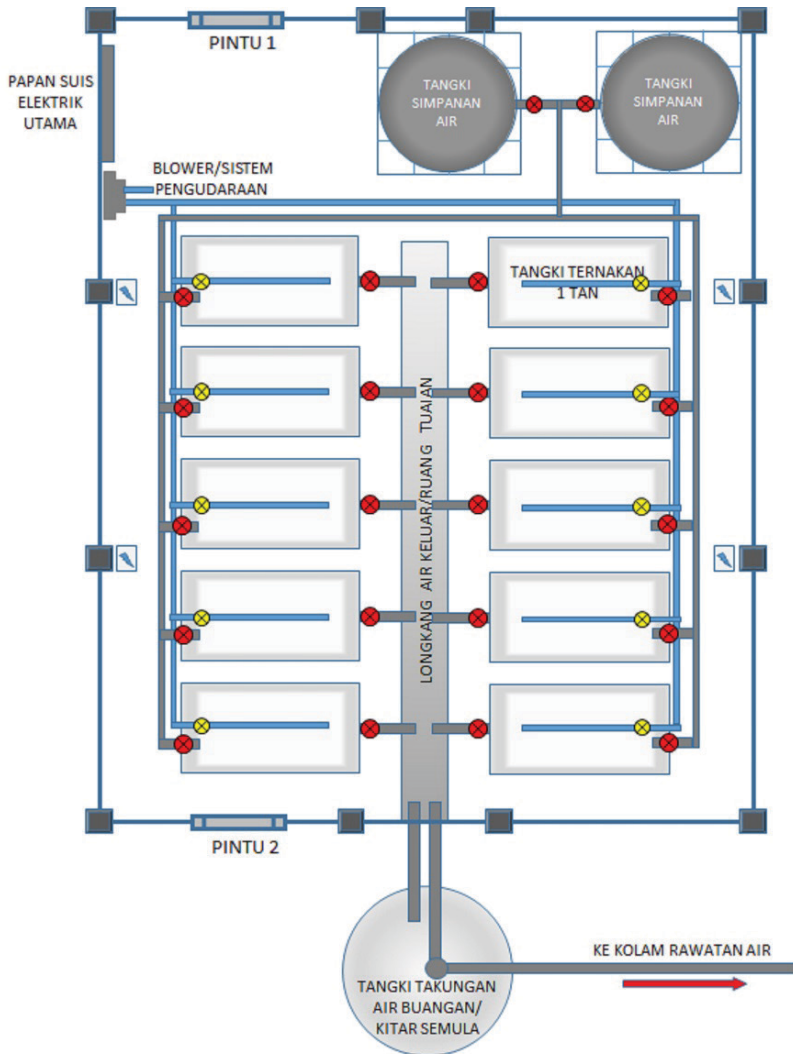 PINTU 1
PAPAN SUIS
ELEKTRIK
UTAMA
TANGKI
SIMPANAN
AIR
TANGKI
SIMPANAN
AIR
BLOWER/SISTEM
PENGUDARAAN
TANGKI TERNAKAN
1 TAN
LONGKANG AIR KELUAR/RUANG TUAIAN
PINTU 2
KE KOLAM RAWATAN AIR
TANGKI TAKUNGAN
AIR BUANGAN/
KITAR SEMULA